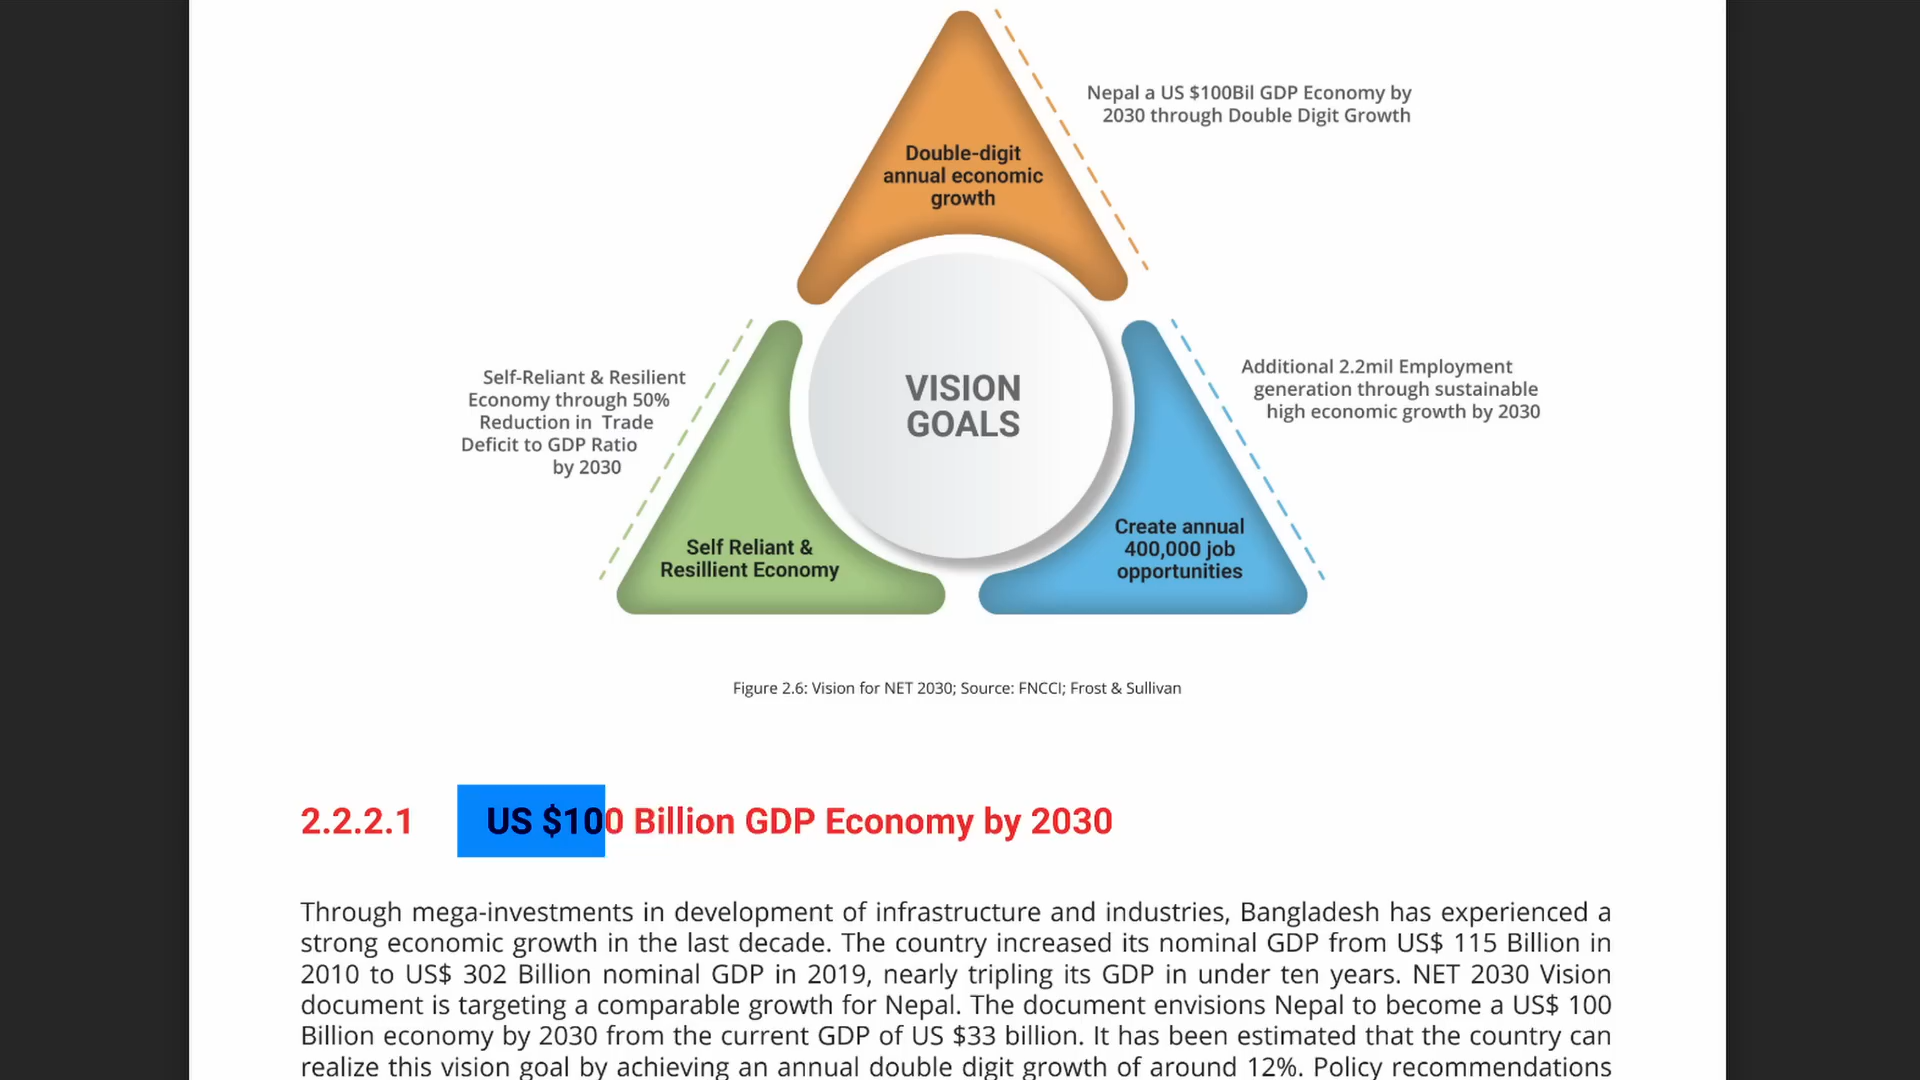 Nepal a US $100Bil GDP Economy by
2030 through Double Digit Growth
Double-digit
annual economic
growth
VISION
GOALS
Self-Reliant & Resilient
Economy through 50%
Reduction in Trade
Deficit to GDP Ratio
by 2030
Additional 2.2mil Employment
generation through sustainable
high economic growth by 2030
Self Reliant &
Resillient Economy
Create annual
400,000 job
opportunities
Figure 2.6: Vision for NET 2030; Source: FNCCI; Frost & Sullivan
2.2.2.1 US $100 Billion GDP Economy by 2030
Through mega-investments in development of infrastructure and industries, Bangladesh has experienced a
strong economic growth in the last decade. The country increased its nominal GDP from US$ 115 Billion in
2010 to US$ 302 Billion nominal GDP in 2019, nearly tripling its GDP in under ten years. NET 2030 Vision
document is targeting a comparable growth for Nepal. The document envisions Nepal to become a US$ 100
Billion economy by 2030 from the current GDP of US $33 billion. It has been estimated that the country can
realize this vision goal by achieving an annual double digit growth of around 12%. Policy recommendations